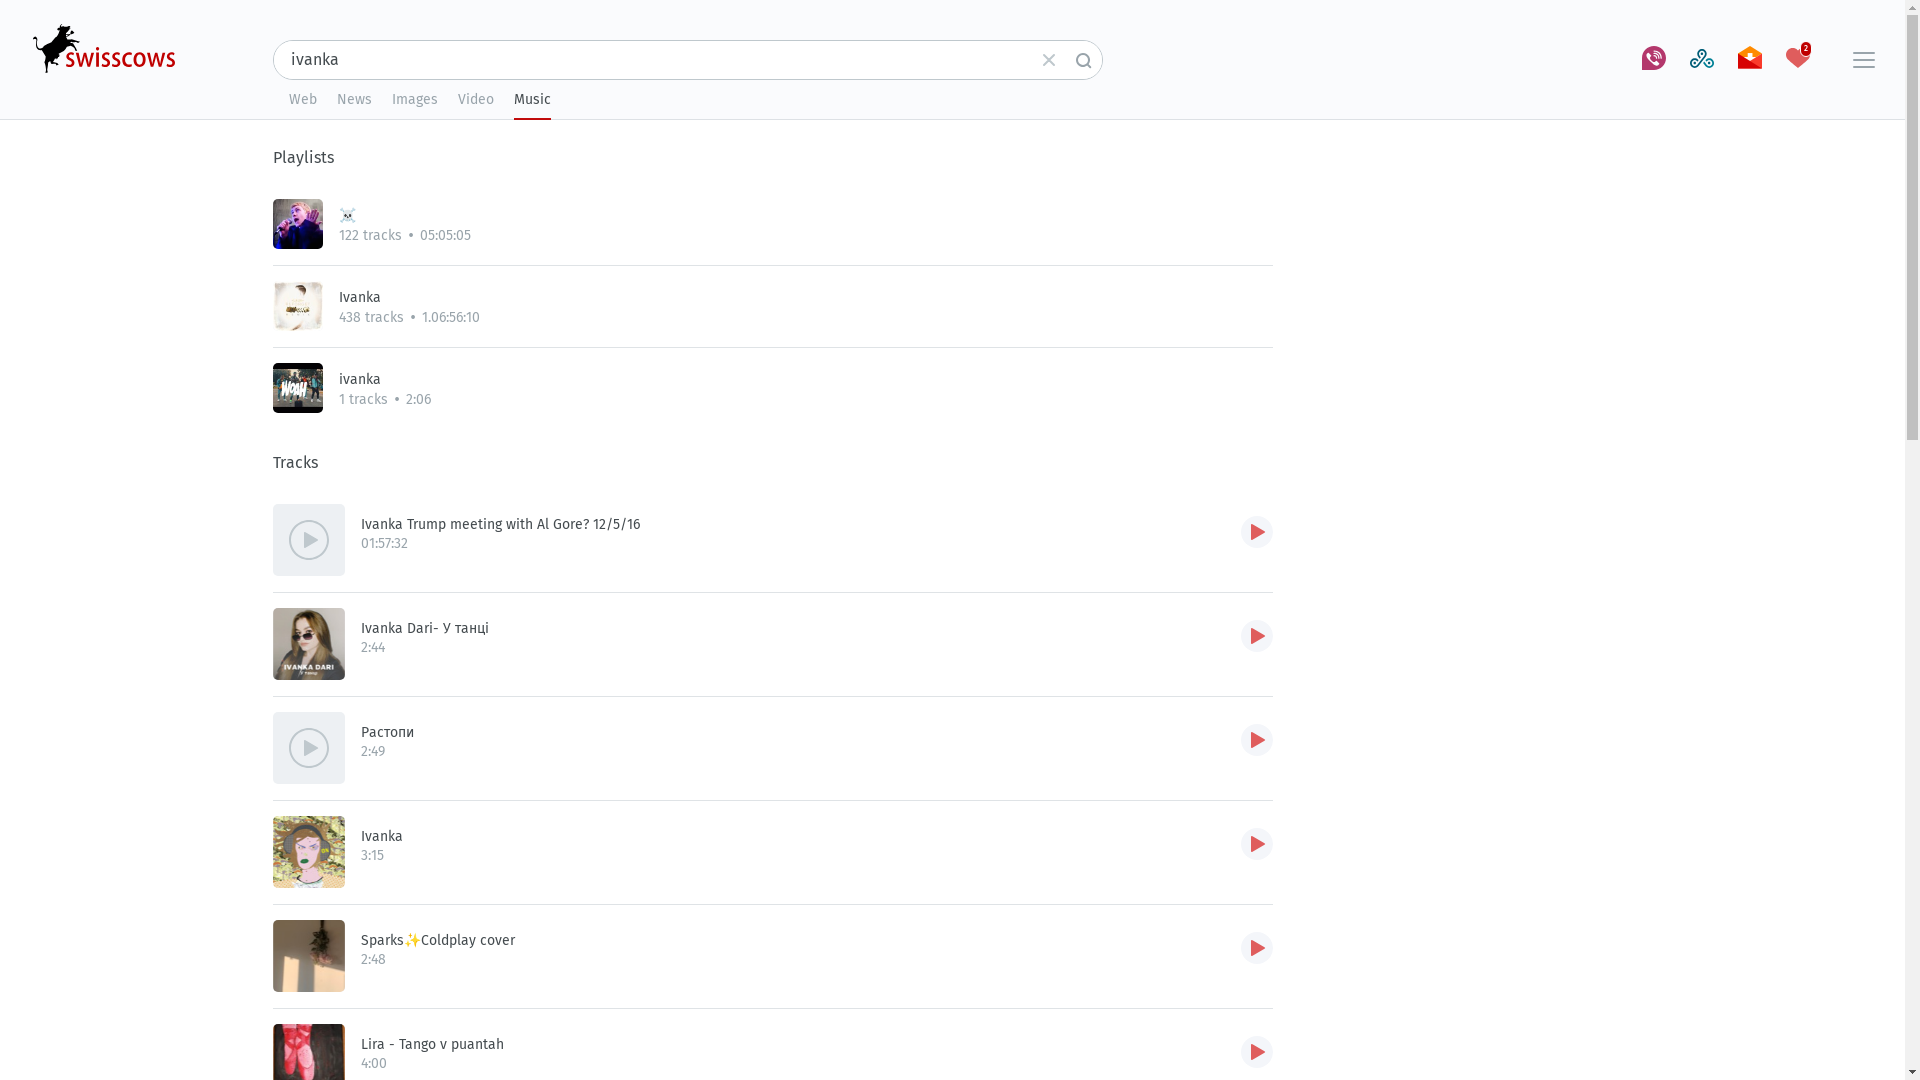 swisscows
ivanka
2
Web News Images Video Music
Playlists
☠️
122 tracks • 05:05:05
Ivanka
438 tracks • 1.06:56:10
WOAH
ivanka
1 tracks • 2:06
Tracks
Ivanka Trump meeting with Al Gore? 12/5/16
01:57:32
IVANKA DARI
Ivanka Dari- У танці
2:44
Растопи
2:49
Ivanka
3:15
Sparks✨Coldplay cover
2:48
Lira - Tango v puantah
4:00